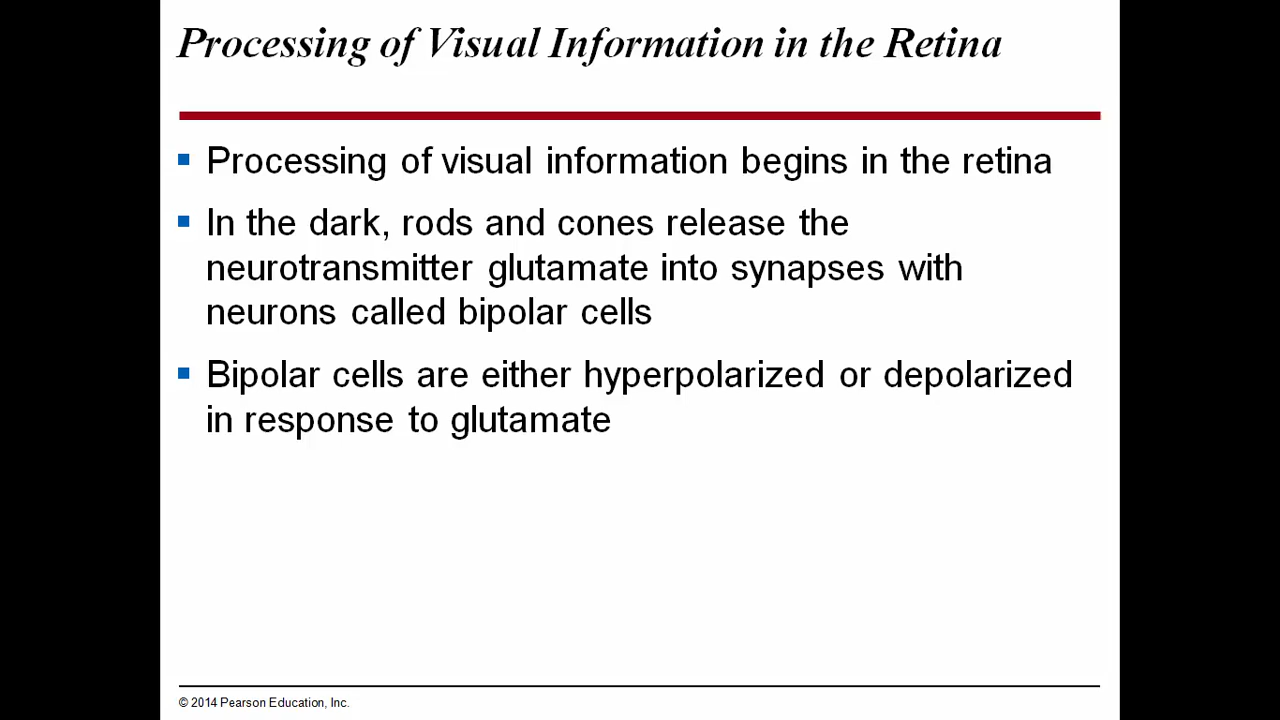 Processing of Visual Information in the Retina
Processing of visual information begins in the retina
In the dark, rods and cones release the
neurotransmitter glutamate into synapses with
neurons called bipolar cells
Bipolar cells are either hyperpolarized or depolarized
in response to glutamate
© 2014 Pearson Education, Inc.